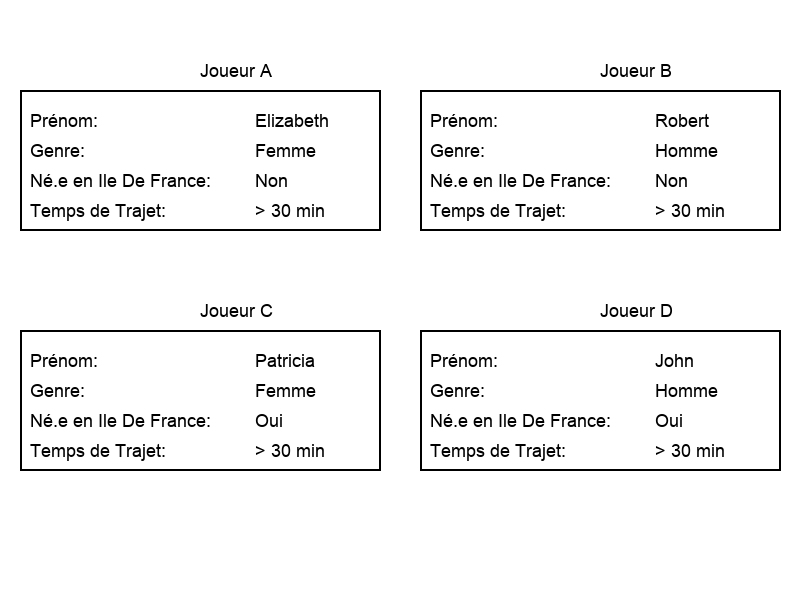 Joueur A
Prénom: Elizabeth
Genre: Femme
Né.e en Ile De France: Non
Temps de Trajet: > 30 min
Joueur B
Prénom: Robert
Genre: Homme
Né.e en Ile De France: Non
Temps de Trajet: > 30 min
Joueur C
Prénom: Patricia
Genre: Femme
Né.e en Ile De France: Oui
Temps de Trajet: > 30 min
Joueur D
Prénom: John
Genre: Homme
Né.e en Ile De France: Oui
Temps de Trajet: > 30 min